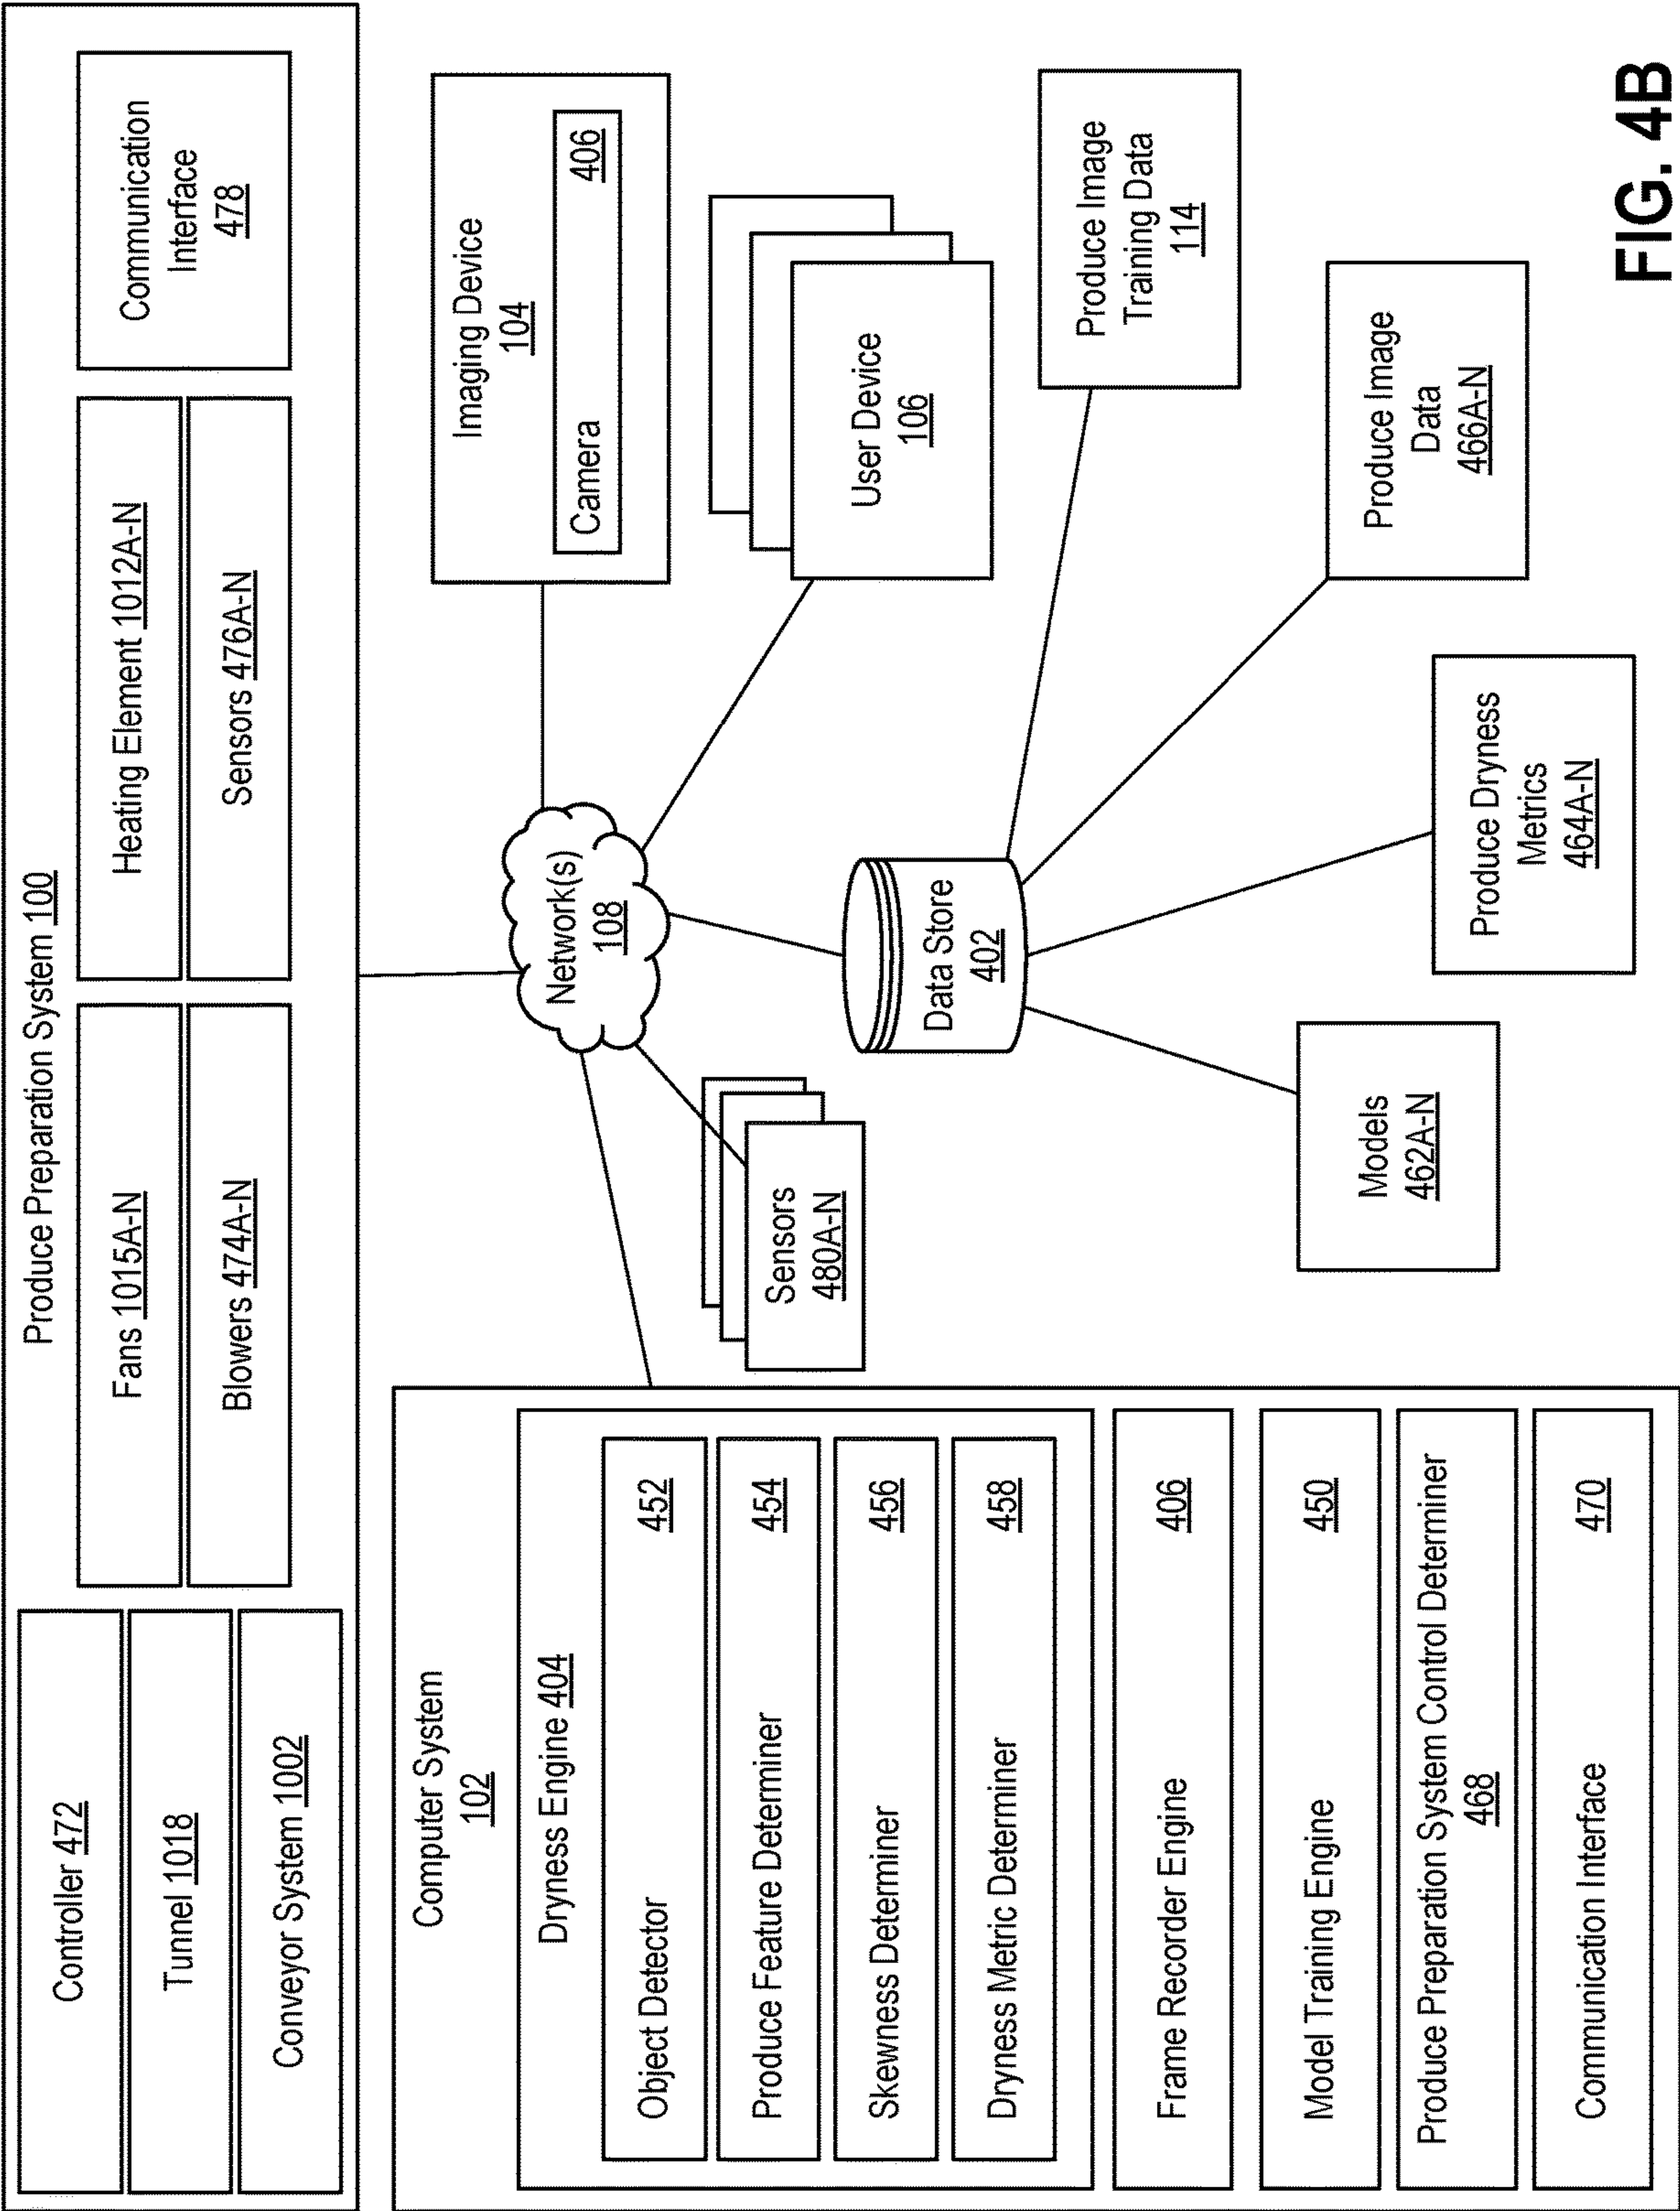 Produce Preparation System 100
Controller 472
Tunnel 1018
Conveyor System 1002
Fans 1015A-N
Blowers 474A-N
Heating Element 1012A-N
Sensors 476A-N
Communication
Interface
478
Computer System
102
Dryness Engine 404
Object Detector 452
Produce Feature Determiner 454
Skewness Determiner 456
Dryness Metric Determiner 458
Frame Recorder Engine 406
Model Training Engine 450
Produce Preparation System Control Determiner
468
Communication Interface 470
Network(s)
108
Imaging Device
104
Camera 406
User Device
106
Sensors
480A-N
Data Store
402
Models
462A-N
Produce Dryness
Metrics
464A-N
Produce Image
Data
466A-N
Produce Image
Training Data
114
FIG. 4B